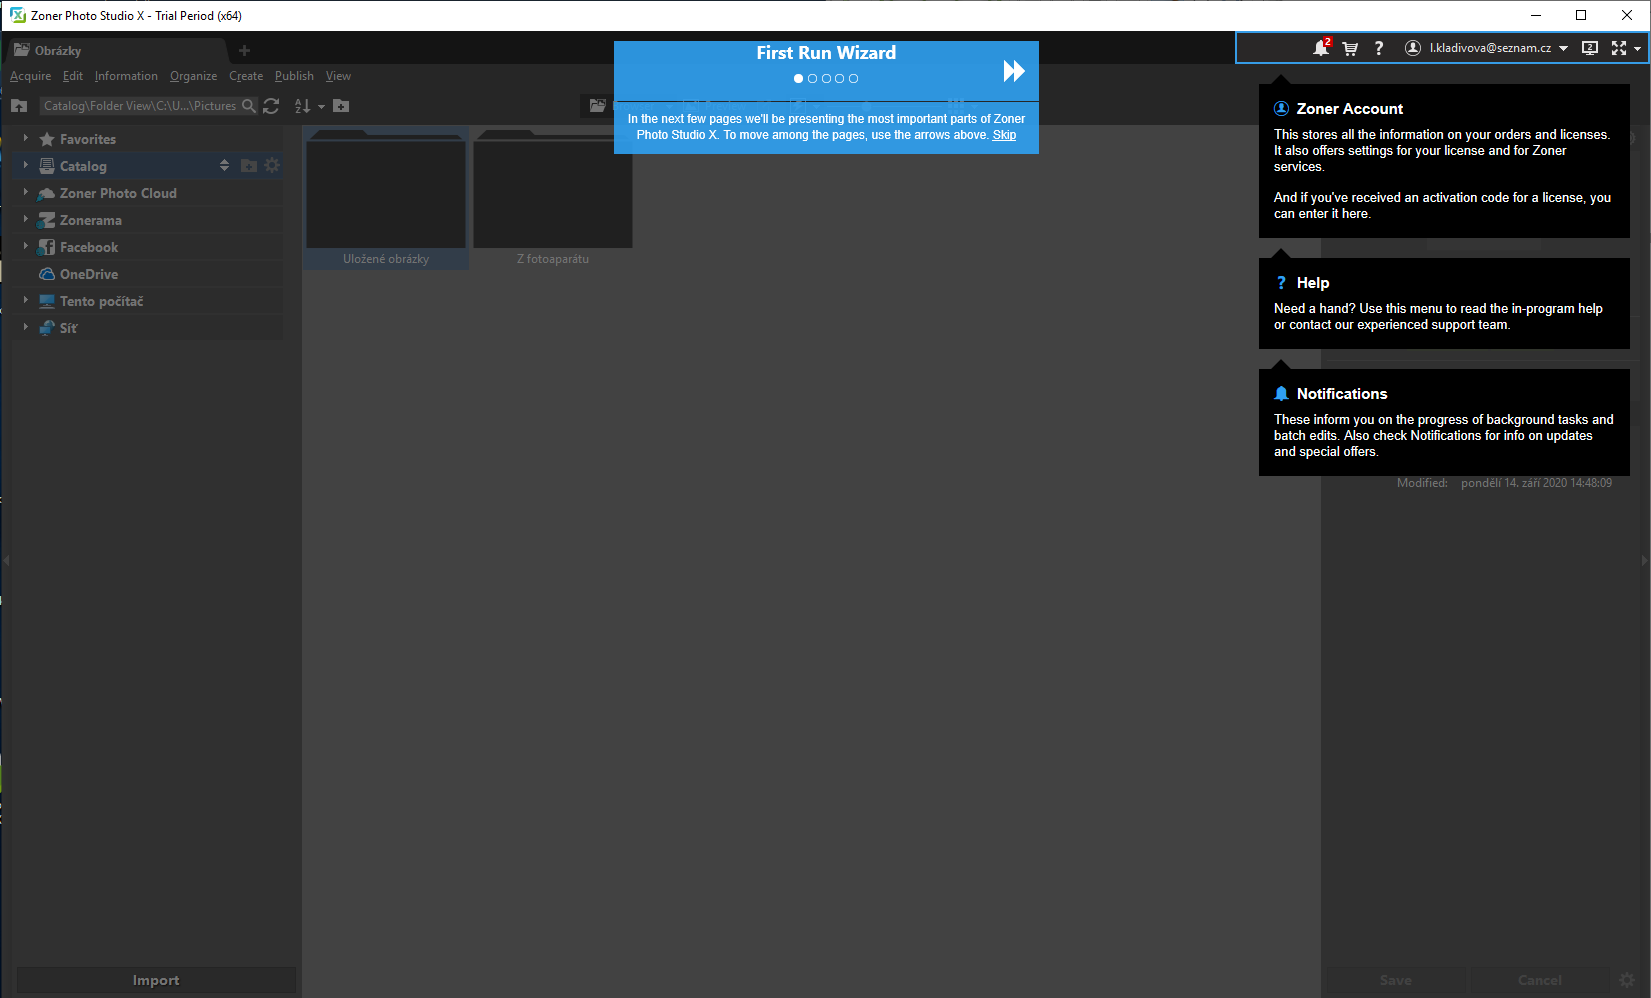 Zoner Photo Studio X - Trial Period (x64)
Obrázky
First Run Wizard
2
l.kladivova@seznam.cz
2
Acquire Edit Information Organize Create Publish View
Catalog\Folder View\C:\U...\Pictures
In the next few pages we'll be presenting the most important parts of Zoner
Photo Studio X. To move among the pages, use the arrows above. Skip
Favorites
Catalog
Zoner Photo Cloud
Zonerama
Facebook
OneDrive
Tento počítač
Síť
Uložené obrázky
Z fotoaparátu
Zoner Account
This stores all the information on your orders and licenses.
It also offers settings for your license and for Zoner
services.
And if you've received an activation code for a license, you
can enter it here.
Help
Need a hand? Use this menu to read the in-program help
or contact our experienced support team.
Notifications
These inform you on the progress of background tasks and
batch edits. Also check Notifications for info on updates
and special offers.
Modified: pondělí 14. září 2020 14:48:09
Import
Save
Cancel